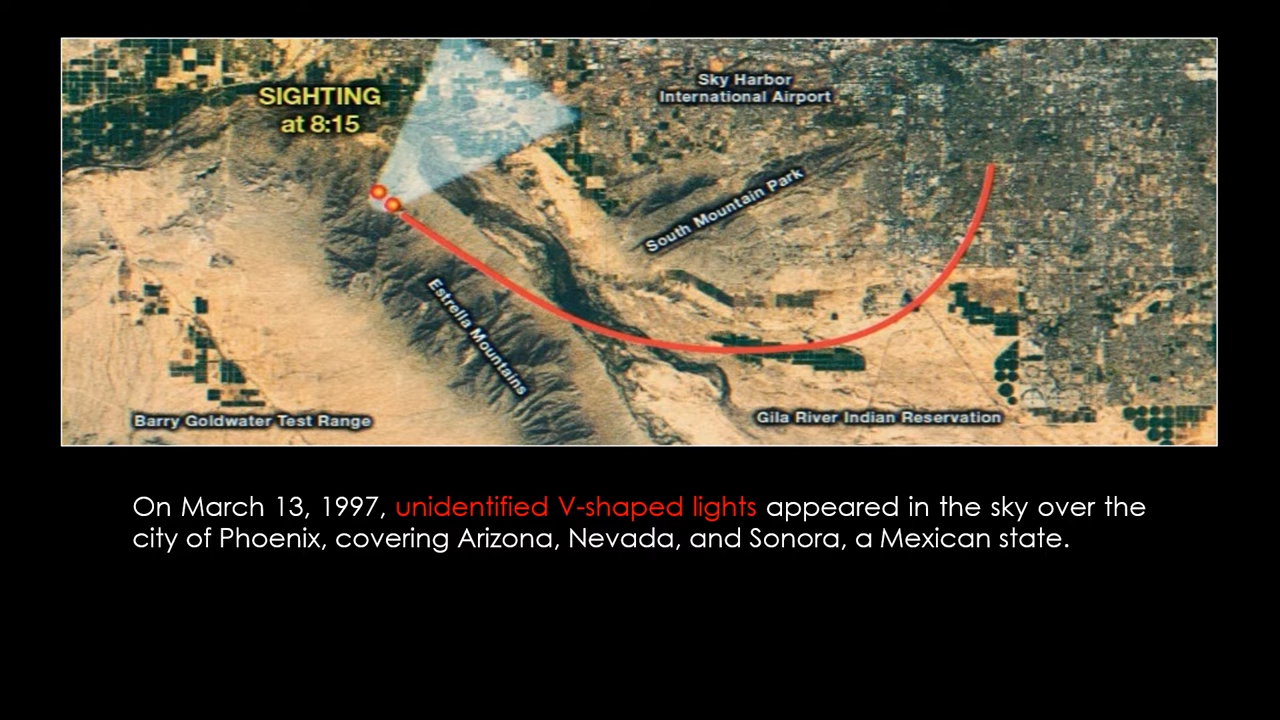 SIGHTING
at 8:15
Sky Harbor
International Airport
South Mountain Park
Estrella Mountains
Barry Goldwater Test Range
Gila River Indian Reservation
On March 13, 1997, unidentified V-shaped lights appeared in the sky over the
city of Phoenix, covering Arizona, Nevada, and Sonora, a Mexican state.